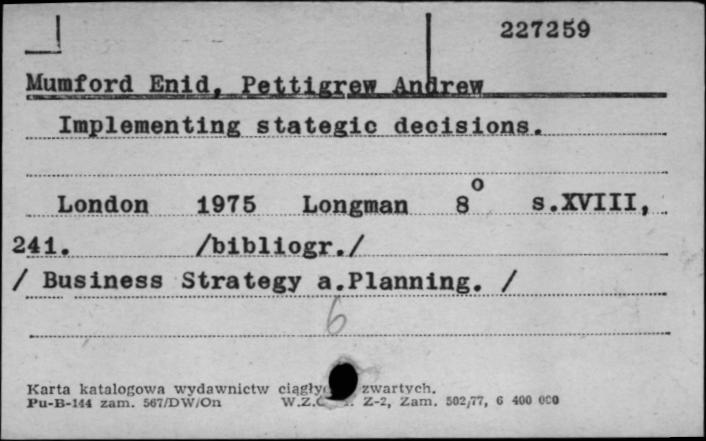 227259
Mumford Enid, Pettigrew Andrew
Implementing stategic decisions.
London 1975 Longman 8° s.XVIII,
241. /bibliogr./
/ Business Strategy a.Planning. /
6
Karta katalogowa wydawnictw zwartych.
Pu-B-144 zam. 567/DW/On W.Z. Z-2, Zam. 502/77, 6 400 000